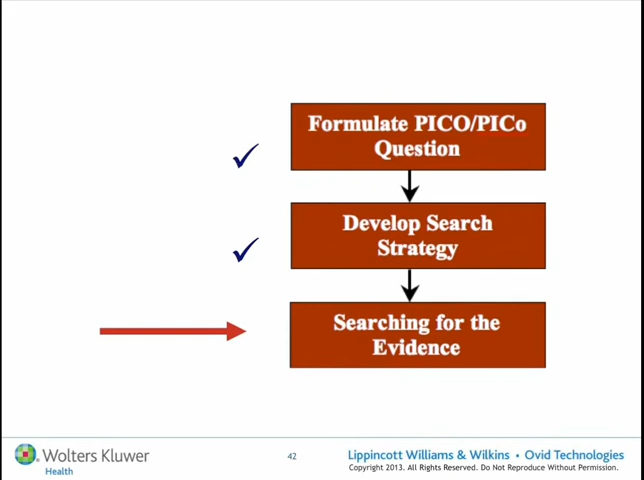 Formulate PICO/PICo
Question
Develop Search
Strategy
Searching for the
Evidence
Wolters Kluwer
Health
42
Lippincott Williams & Wilkins • Ovid Technologies
Copyright 2013. All Rights Reserved. Do Not Reproduce Without Permission.